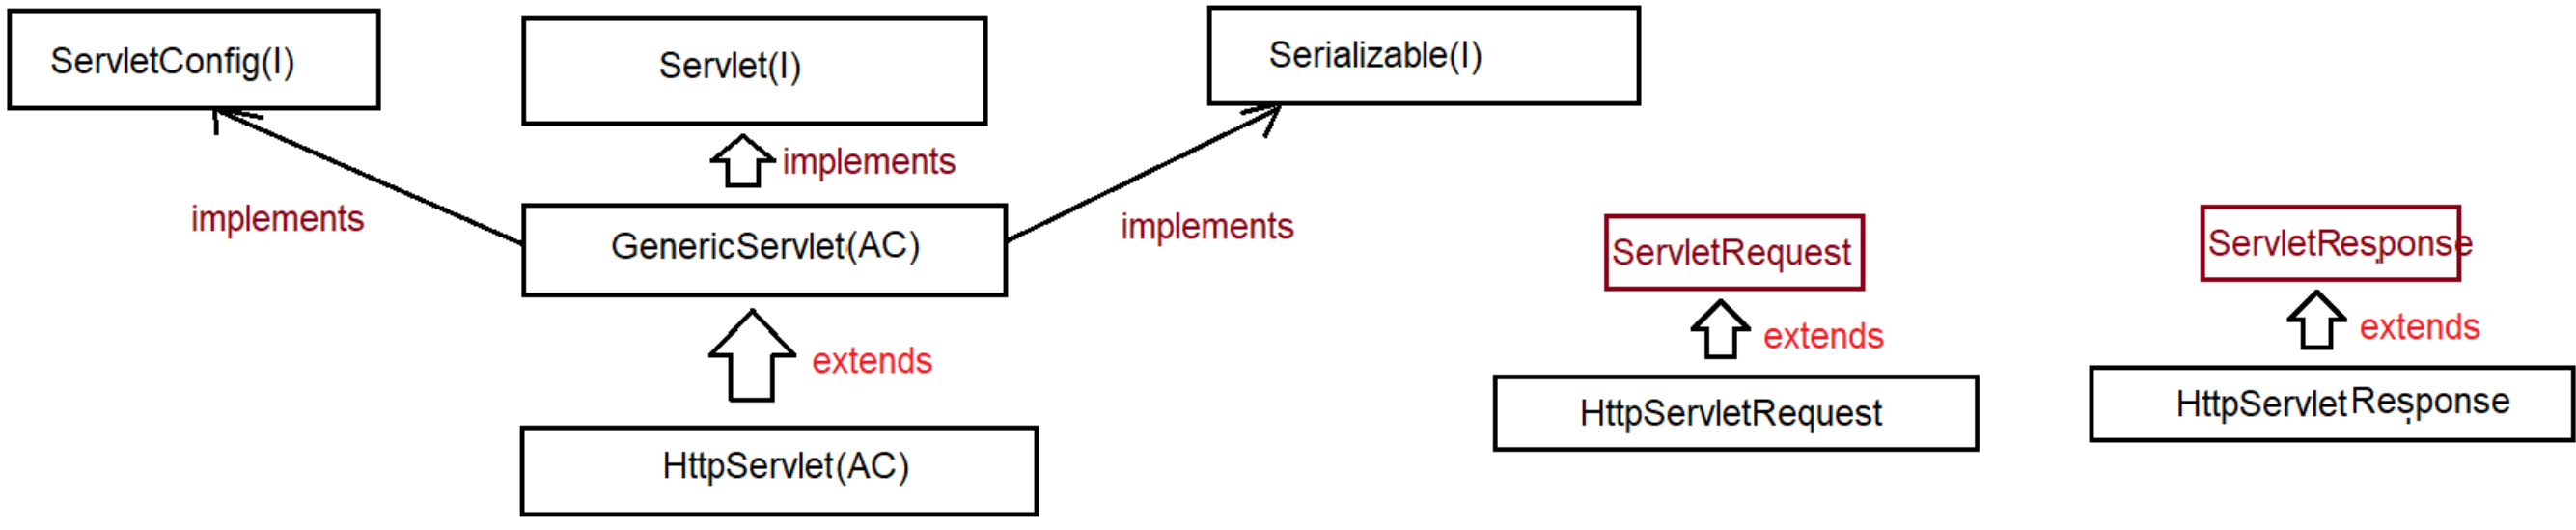 ServletConfig(I)
Servlet(I)
Serializable(I)
implements
implements
implements
GenericServlet(AC)
ServletRequest
ServletResponse
extends
extends
extends
HttpServlet(AC)
HttpServletRequest
HttpServletResponse